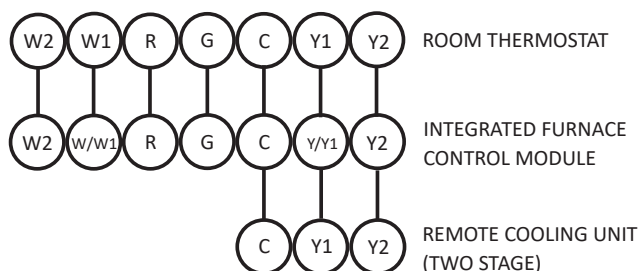 W2 W1 R G C Y1 Y2 ROOM THERMOSTAT
W2 W/W1 R G C Y/Y1 Y2 INTEGRATED FURNACE
CONTROL MODULE
C Y1 Y2 REMOTE COOLING UNIT
(TWO STAGE)